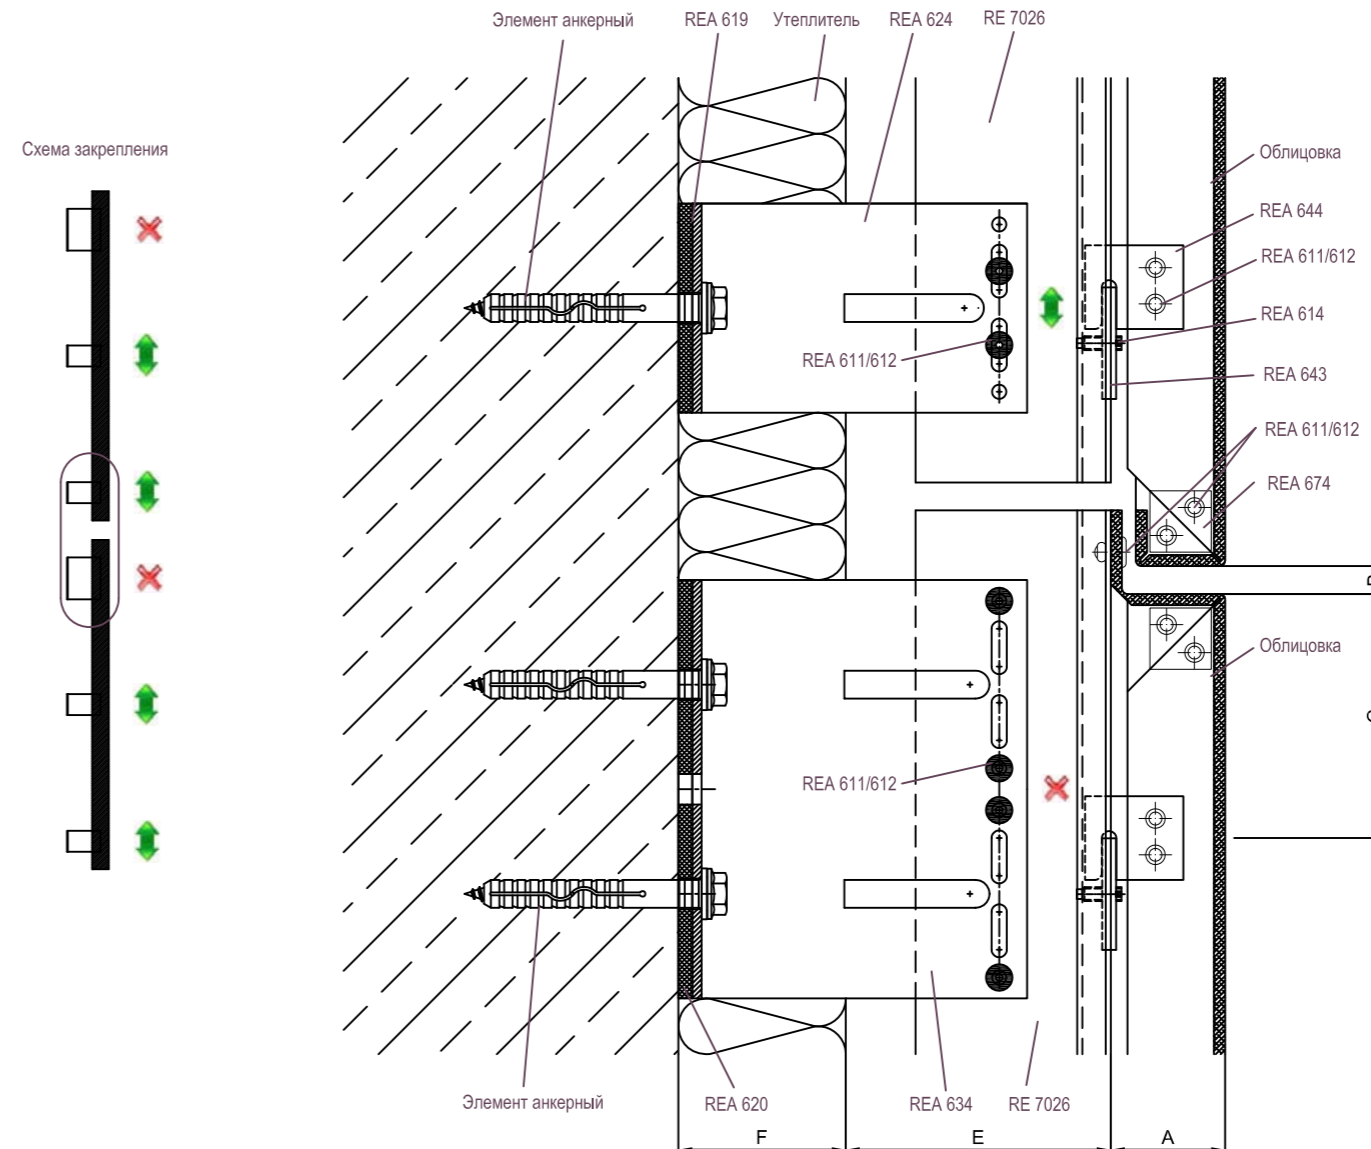 Элемент анкерный
REA 619
Утеплитель
REA 624
RE 7026
Схема закрепления
Облицовка
REA 644
REA 611/612
REA 614
REA 611/612
REA 643
REA 611/612
REA 674
Облицовка
REA 611/612
Элемент анкерный
REA 620
REA 634
RE 7026
F
E
A